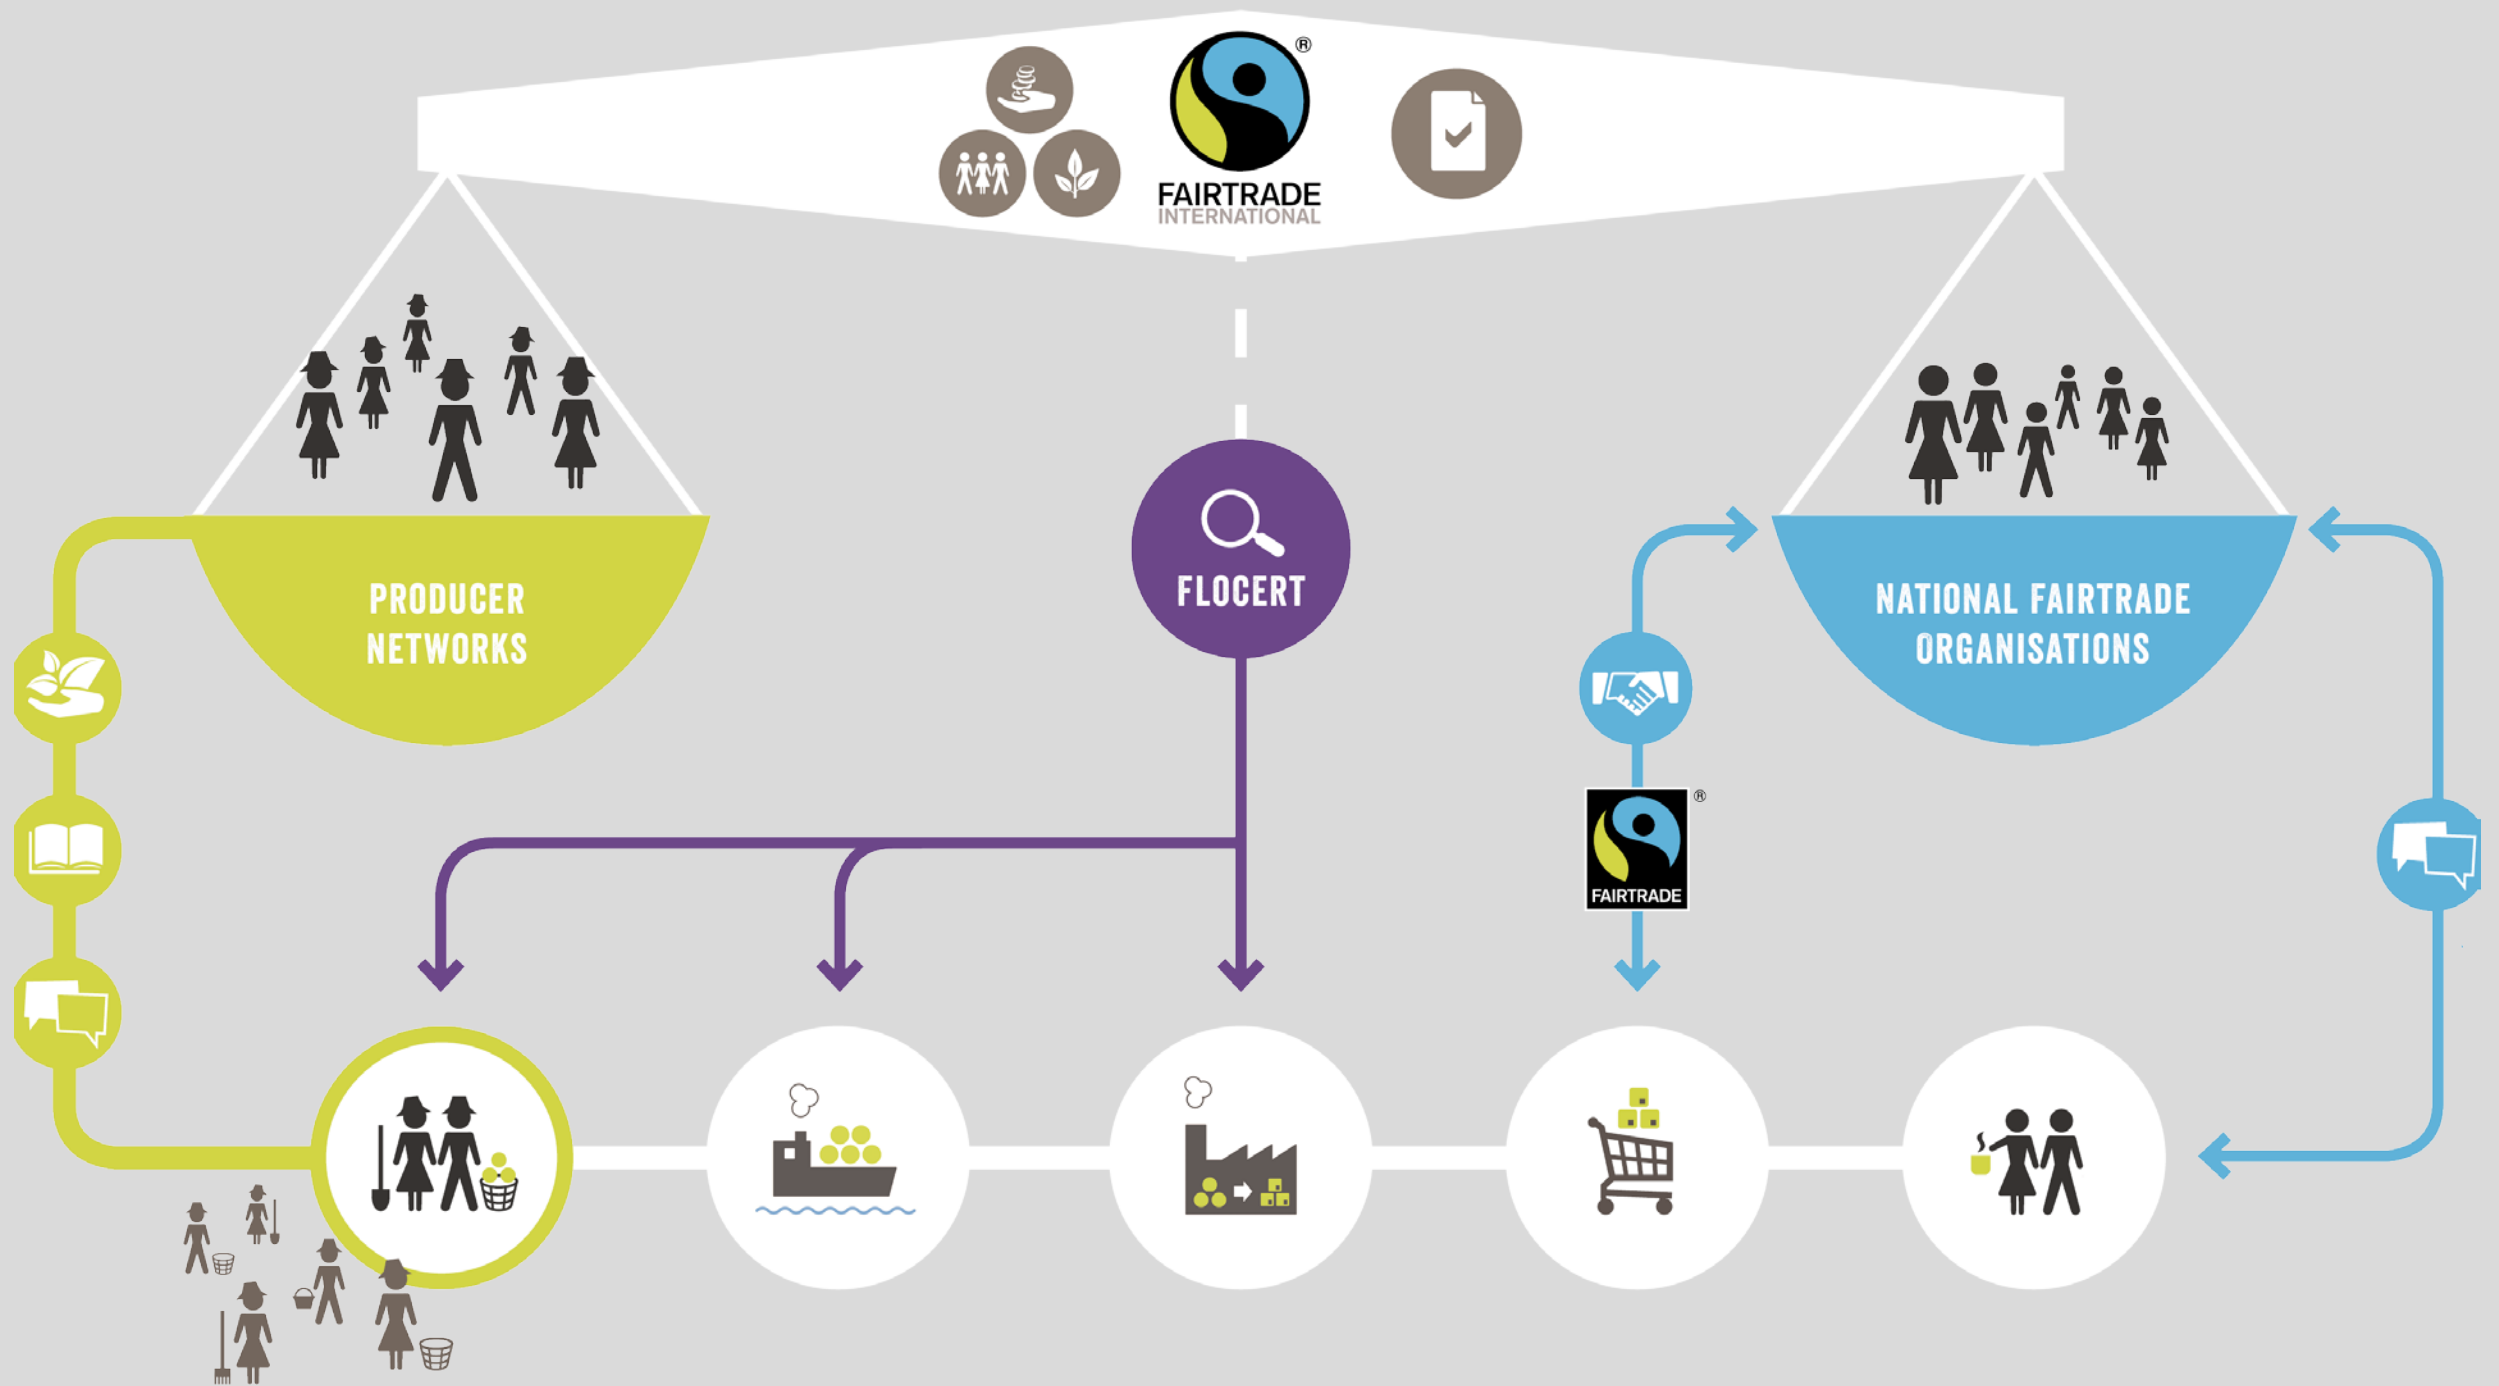 ®
FAIRTRADE
INTERNATIONAL
PRODUCER
NETWORKS
FLOCERT
NATIONAL FAIRTRADE
ORGANISATIONS
®
FAIRTRADE